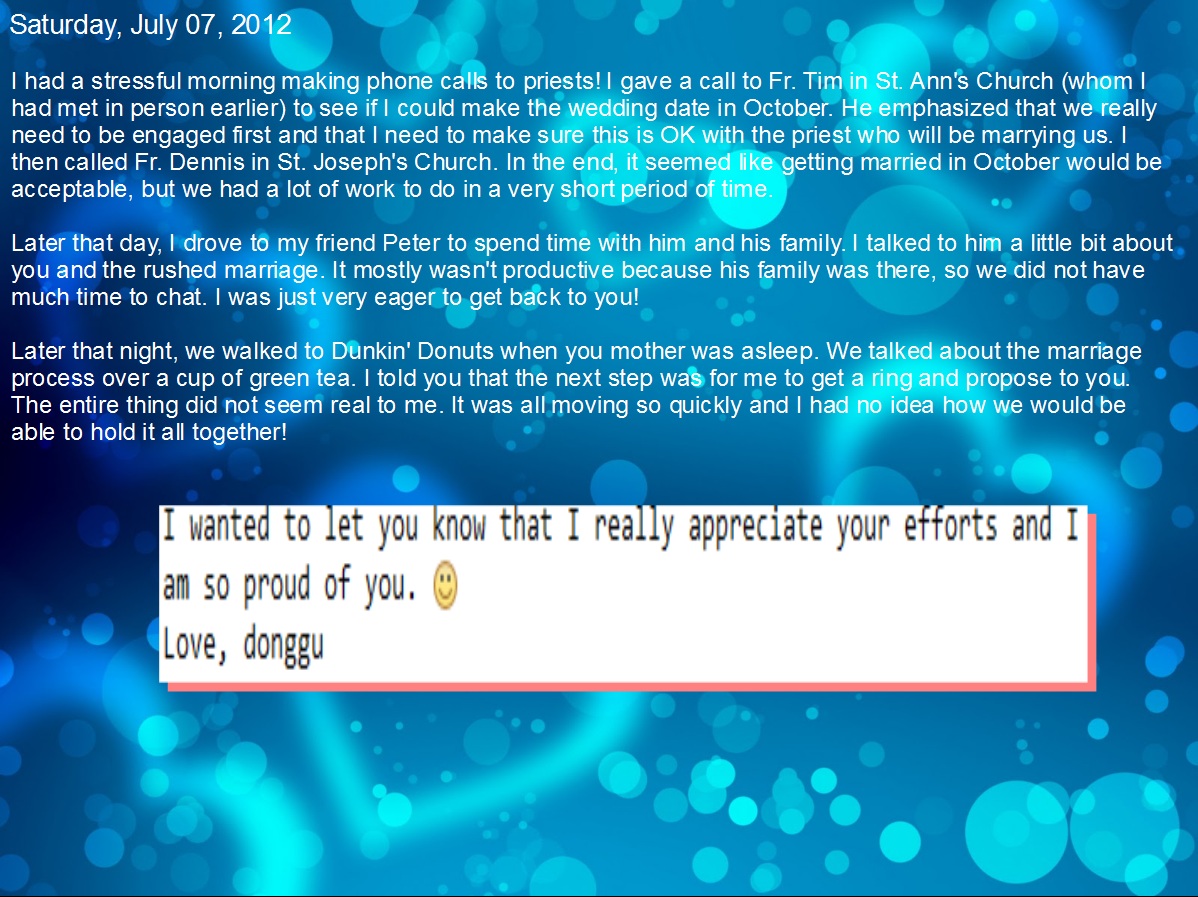 Saturday, July 07, 2012
I had a stressful morning making phone calls to priests! I gave a call to Fr. Tim in St. Ann's Church (whom I
had met in person earlier) to see if I could make the wedding date in October. He emphasized that we really
need to be engaged first and that I need to make sure this is OK with the priest who will be marrying us. I
then called Fr. Dennis in St. Joseph's Church. In the end, it seemed like getting married in October would be
acceptable, but we had a lot of work to do in a very short period of time.
Later that day, I drove to my friend Peter to spend time with him and his family. I talked to him a little bit about
you and the rushed marriage. It mostly wasn't productive because his family was there, so we did not have
much time to chat. I was just very eager to get back to you!
Later that night, we walked to Dunkin' Donuts when you mother was asleep. We talked about the marriage
process over a cup of green tea. I told you that the next step was for me to get a ring and propose to you.
The entire thing did not seem real to me. It was all moving so quickly and I had no idea how we would be
able to hold it all together!
I wanted to let you know that I really appreciate your efforts and I
am so proud of you. 🙂
Love, donggu